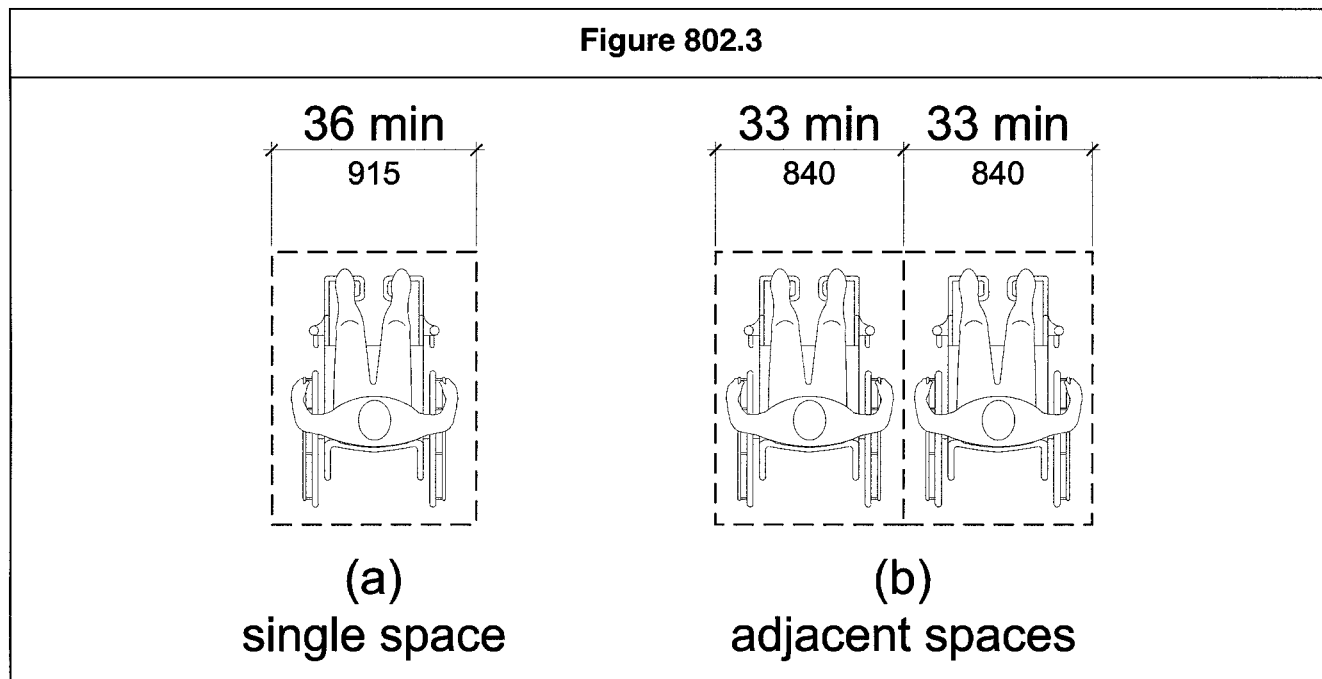 Figure 802.3
36 min
915
33 min 33 min
840 840
(a)
single space
(b)
adjacent spaces